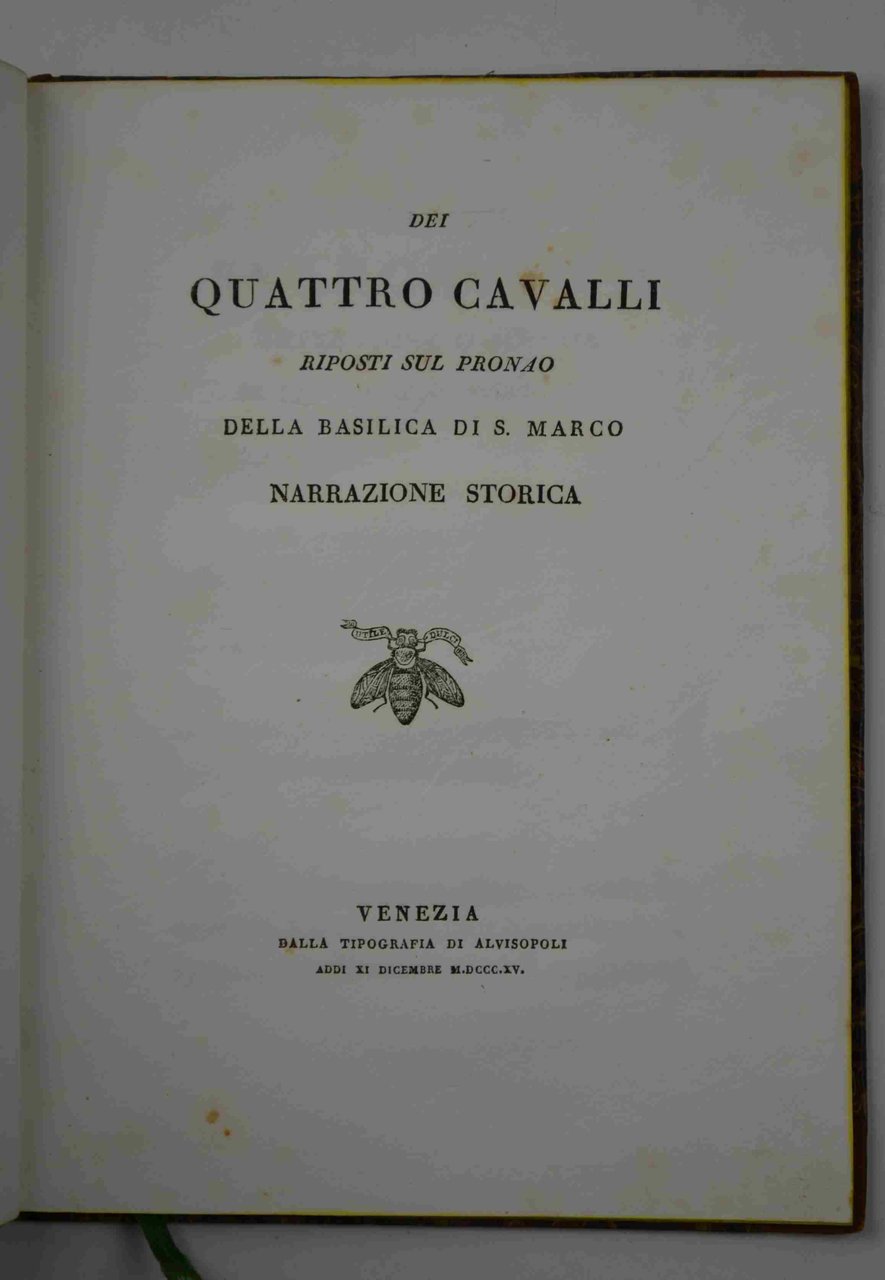 DEI
QUATTRO CAVALLI
RIPOSTI SUL PRONAO
DELLA BASILICA DI S. MARCO
NARRAZIONE STORICA
UTILE DULCI
VENEZIA
DALLA TIPOGRAFIA DI ALVISOPOLI
ADDI XI DICEMBRE M.DCCC.XV.